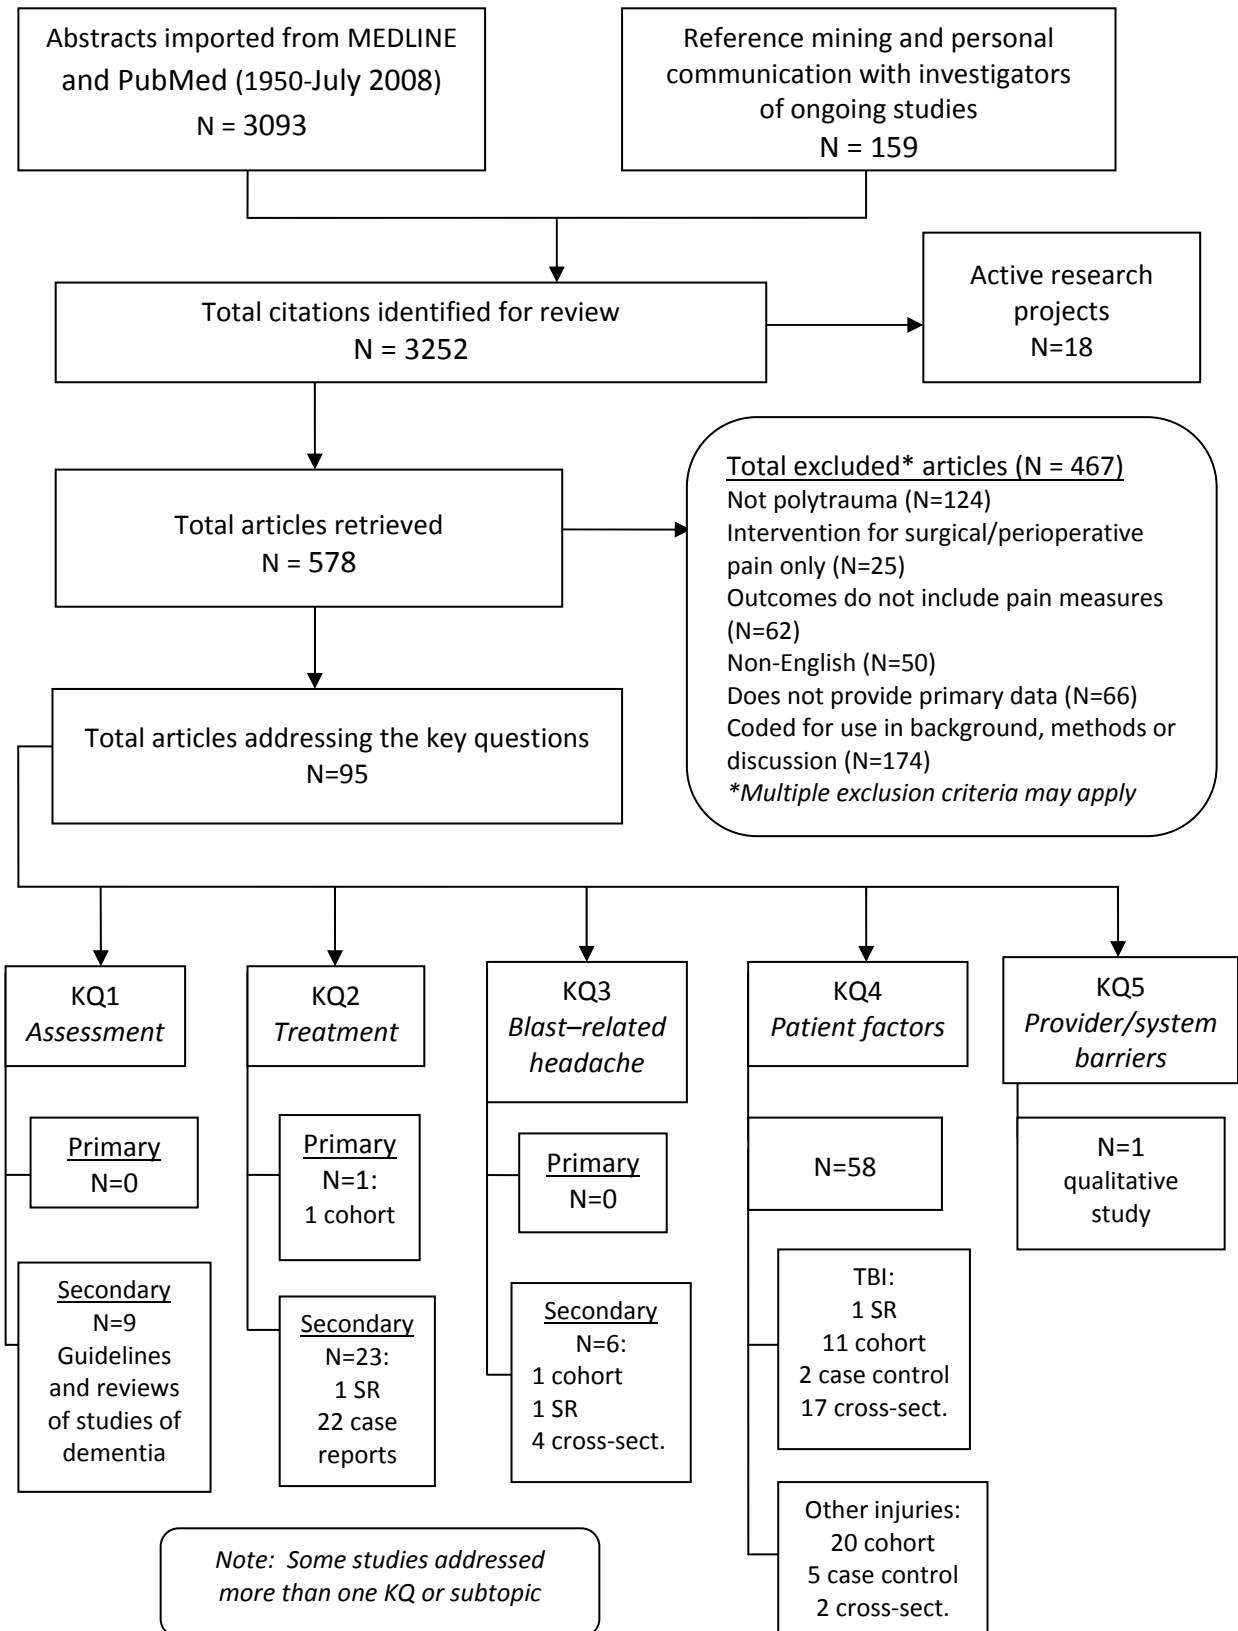 Abstracts imported from MEDLINE
and PubMed (1950-July 2008)
N = 3093
Reference mining and personal
communication with investigators
of ongoing studies
N = 159
Total citations identified for review
N = 3252
Active research
projects
N=18
Total articles retrieved
N = 578
Total excluded* articles (N = 467)
Not polytrauma (N=124)
Intervention for surgical/perioperative
pain only (N=25)
Outcomes do not include pain measures
(N=62)
Non-English (N=50)
Does not provide primary data (N=66)
Coded for use in background, methods or
discussion (N=174)
*Multiple exclusion criteria may apply
Total articles addressing the key questions
N=95
KQ1
Assessment
KQ2
Treatment
KQ3
Blast–related
headache
KQ4
Patient factors
KQ5
Provider/system
barriers
Primary
N=0
Primary
N=1:
1 cohort
Primary
N=0
N=58
N=1
qualitative
study
Secondary
N=9
Guidelines
and reviews
of studies of
dementia
Secondary
N=23:
1 SR
22 case
reports
Secondary
N=6:
1 cohort
1 SR
4 cross-sect.
TBI:
1 SR
11 cohort
2 case control
17 cross-sect.
Other injuries:
20 cohort
5 case control
2 cross-sect.
Note:  Some studies addressed
more than one KQ or subtopic